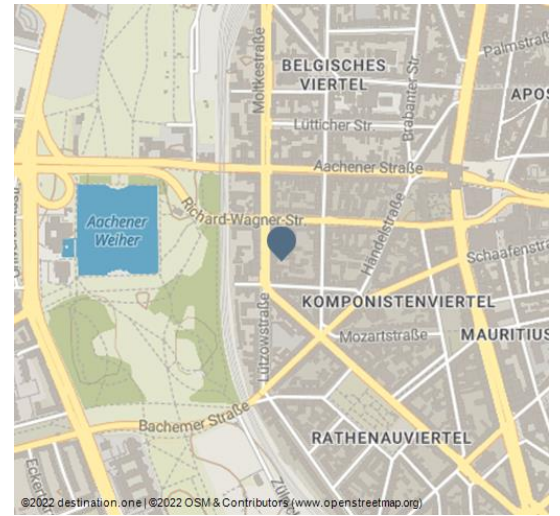 Moltkestraße
BELGISCHES
VIERTEL
Brabanter Str.
Palmstraße
APOS
Lütticher Str.
Aachener Straße
Aachener
Weiher
Richard-Wagner-Str.
Händelstraße
Schaafenstr
Lützowstraße
KOMPONISTENVIERTEL
Mozartstraße
MAURITIUS
Bachemer Straße
RATHENAUVIERTEL
©2022 destination.one | ©2022 OSM & Contributors (www.openstreetmap.org)